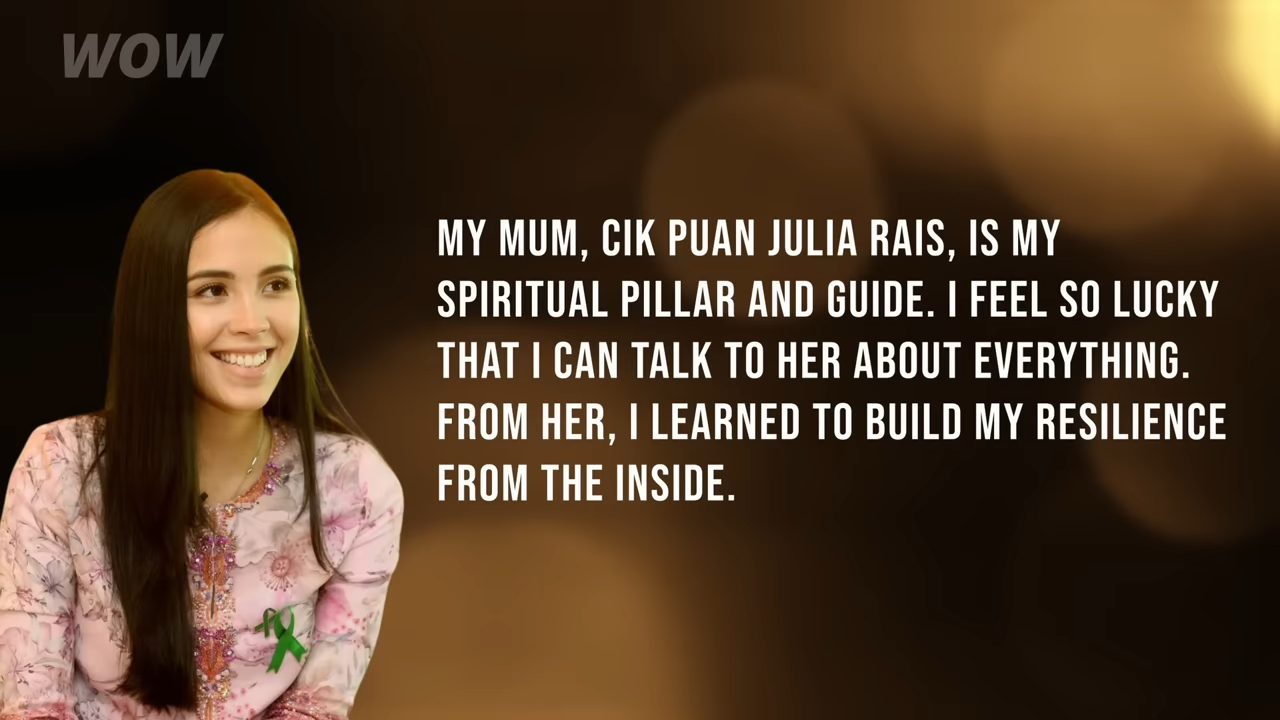 WOW
MY MUM, CIK PUAN JULIA RAIS, IS MY
SPIRITUAL PILLAR AND GUIDE. I FEEL SO LUCKY
THAT I CAN TALK TO HER ABOUT EVERYTHING.
FROM HER, I LEARNED TO BUILD MY RESILIENCE
FROM THE INSIDE.